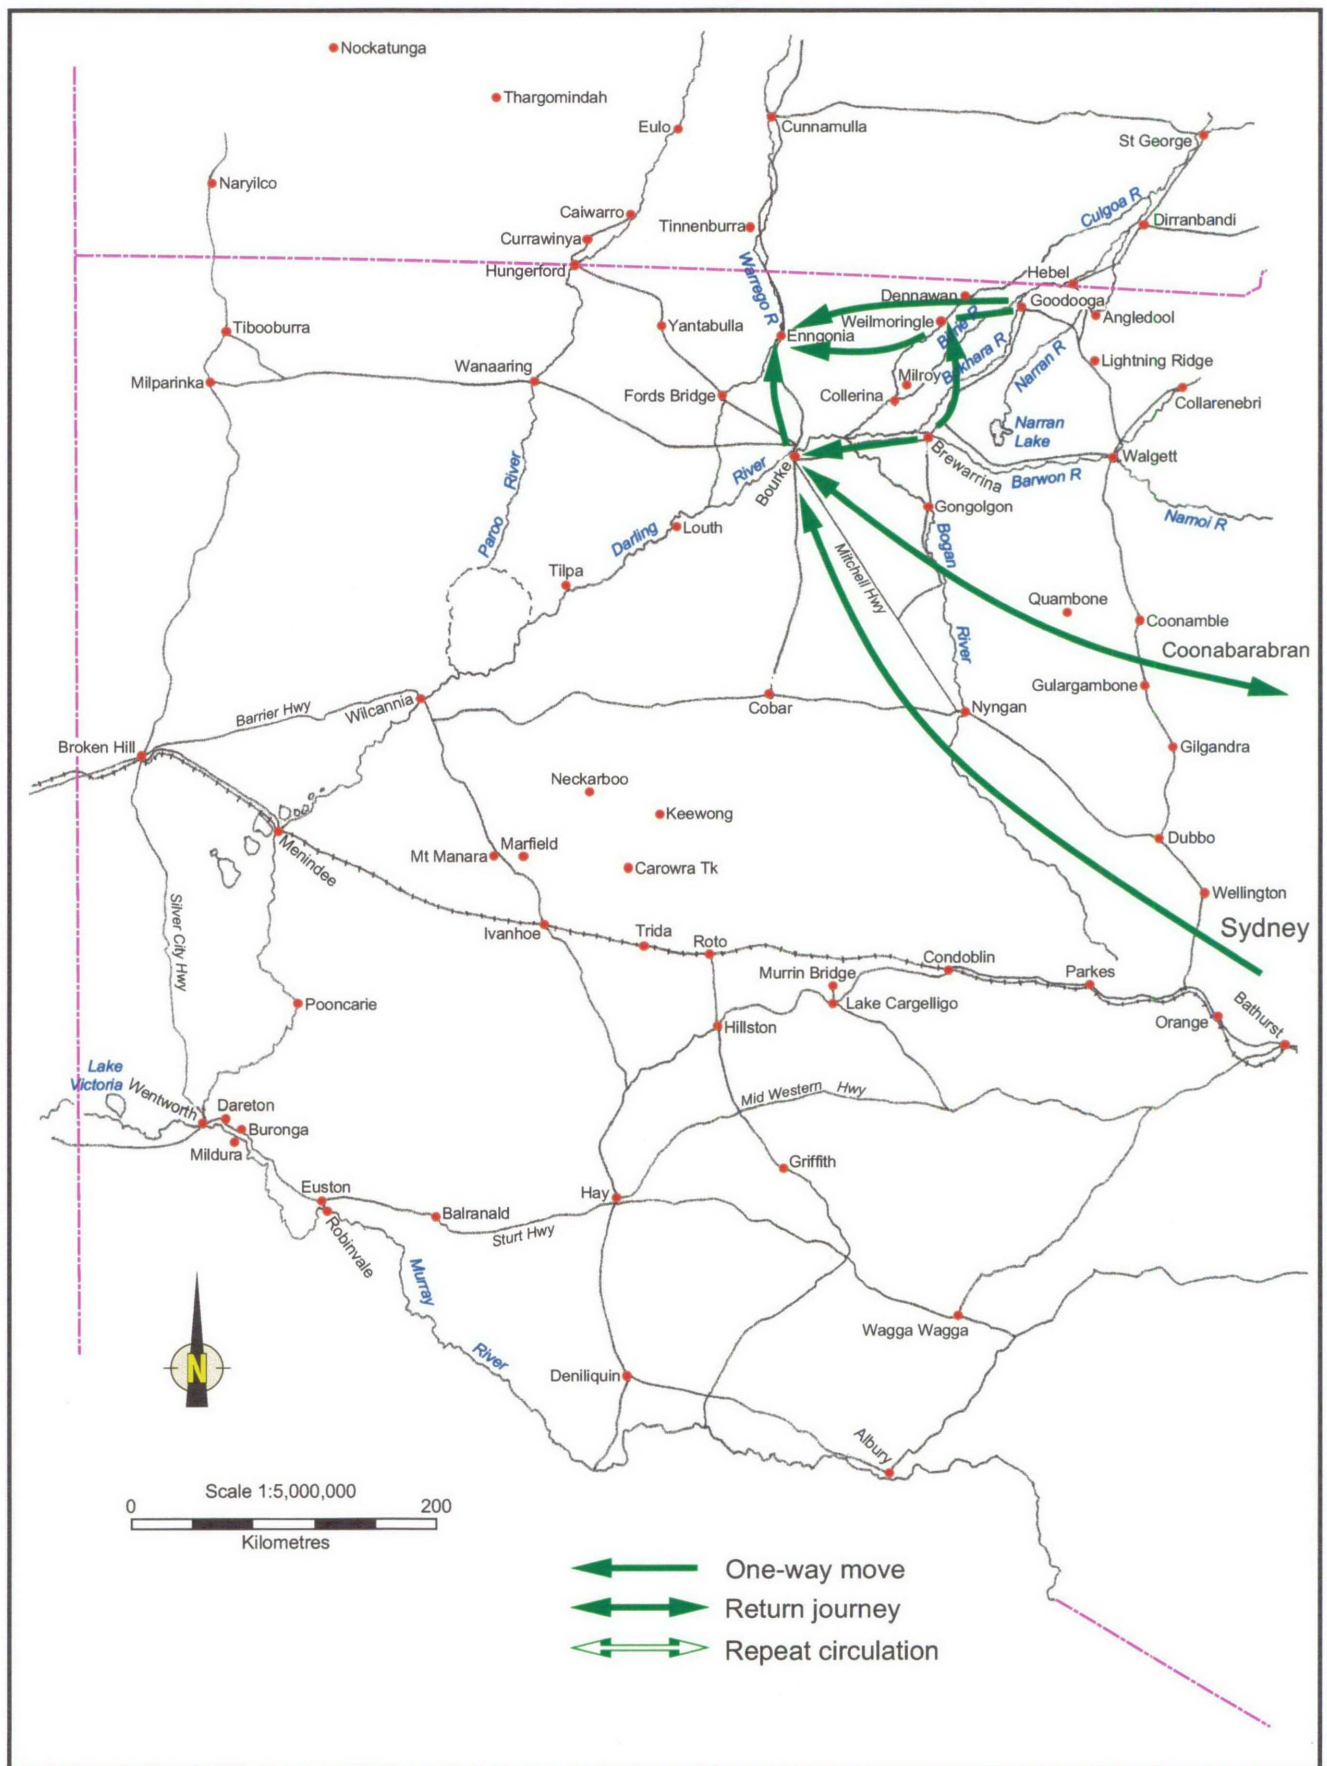 Nockatunga
Thargomindah
Eulo
Cunnamulla
St George
Naryilco
Caiwarro
Tinnenburra
Culgoa R
Dirranbandi
Currawinya
Hungerford
Warrego R
Hebel
Dennawan
Goodooga
Tibooburra
Yantabulla
Weilmoringle
Birrie R
Angledool
Enngonia
Bokhara R
Narran R
Lightning Ridge
Milparinka
Wanaaring
Milroy
Fords Bridge
Collerina
Collarenebri
Narran
Lake
Brewarrina
Walgett
River
Bourke
Barwon R
Paroo
River
Gongolgon
Namoi R
Louth
Darling
Bogan
Mitchell Hwy
Tilpa
Quambone
Coonamble
River
Coonabarabran
Gulargambone
Wilcannia
Barrier Hwy
Cobar
Nyngan
Broken Hill
Gilgandra
Neckarboo
Keewong
Menindee
Mt Manara
Marfield
Carowra Tk
Dubbo
Silver City Hwy
Wellington
Ivanhoe
Trida
Roto
Sydney
Condoblin
Murrin Bridge
Parkes
Pooncarie
Lake Cargelligo
Hillston
Orange
Bathurst
Lake
Victoria
Wentworth
Dareton
Buronga
Mildura
Mid Western Hwy
Griffith
Euston
Hay
Balranald
Robinvale
Sturt Hwy
Murray
River
Wagga Wagga
N
Deniliquin
Albury
Scale 1:5,000,000
0 200
Kilometres
One-way move
Return journey
Repeat circulation